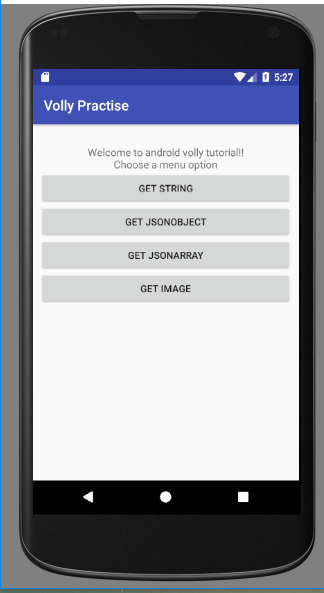 5:27
Volly Practise
Welcome to android volly tutorial!!
Choose a menu option
GET STRING
GET JSONOBJECT
GET JSONARRAY
GET IMAGE